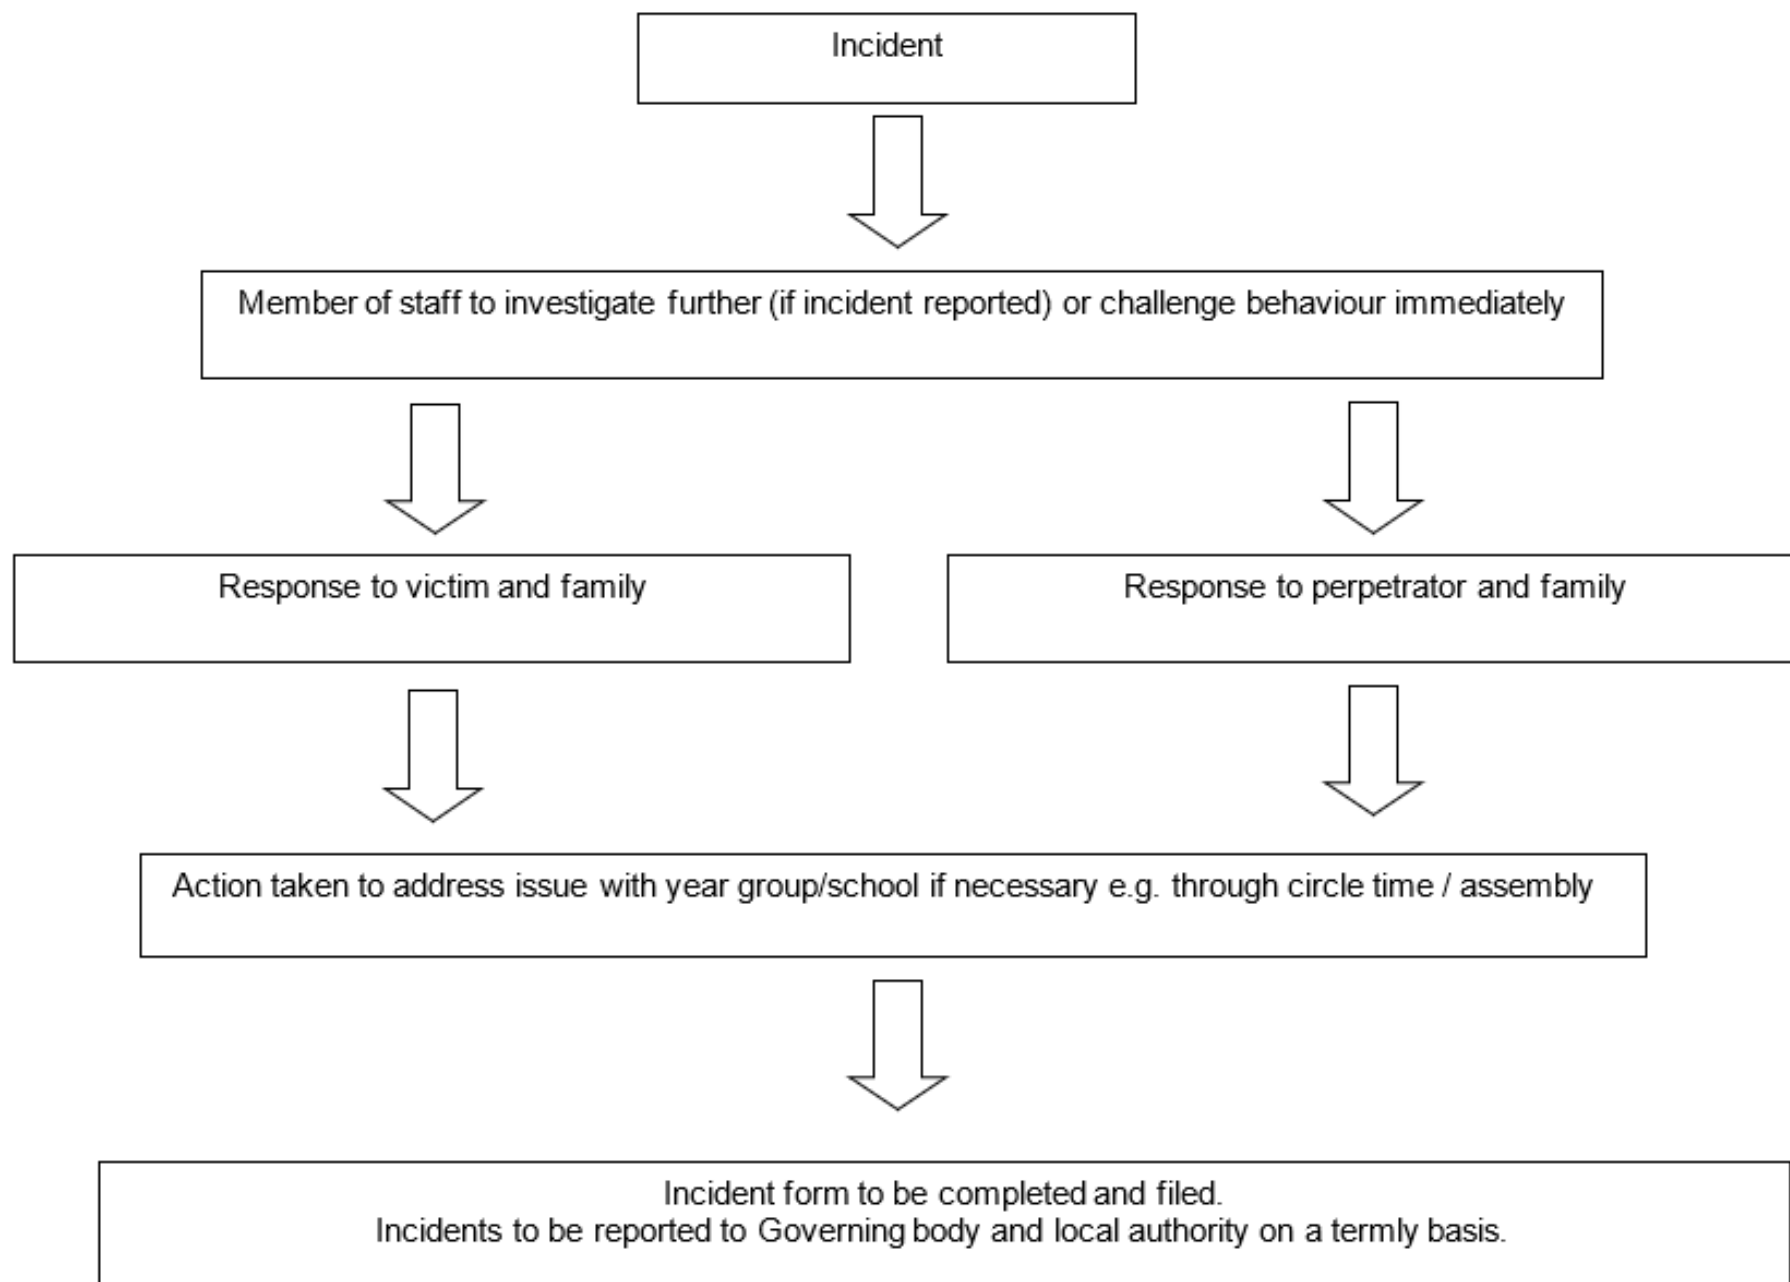 Incident
Member of staff to investigate further (if incident reported) or challenge behaviour immediately
Response to victim and family
Response to perpetrator and family
Action taken to address issue with year group/school if necessary e.g. through circle time / assembly
Incident form to be completed and filed.
Incidents to be reported to Governing body and local authority on a termly basis.